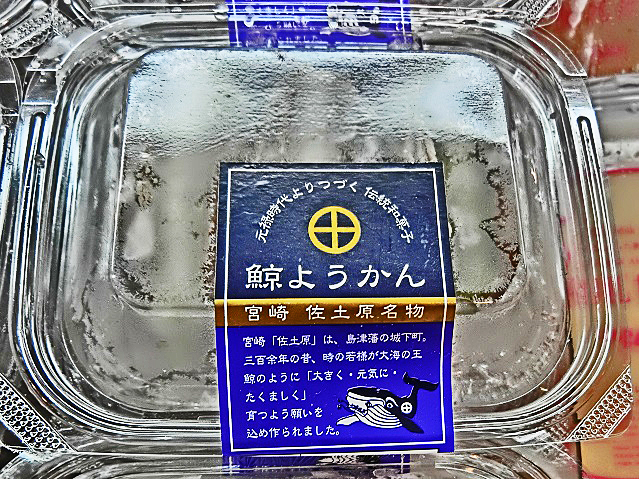 元禄時代よりつづく伝統和菓子
鯨ようかん
宮崎 佐土原名物
宮崎「佐土原」は、島津藩の城下町。
三百余年の昔、時の若様が大海の王
鯨のように「大きく・元気に・
たくましく」
育つよう願いを
込め作られました。